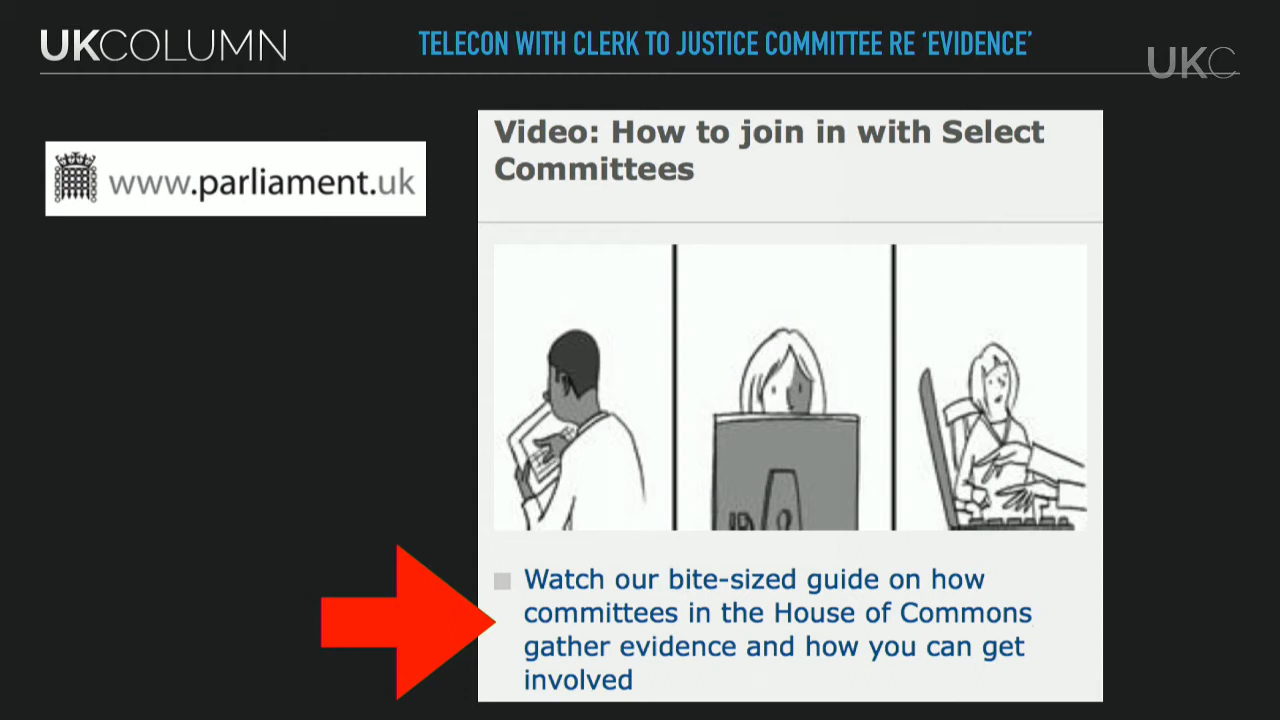 UKCOLUMN
TELECON WITH CLERK TO JUSTICE COMMITTEE RE ‘EVIDENCE’
UKC
www.parliament.uk
Video: How to join in with Select
Committees
Watch our bite-sized guide on how
committees in the House of Commons
gather evidence and how you can get
involved